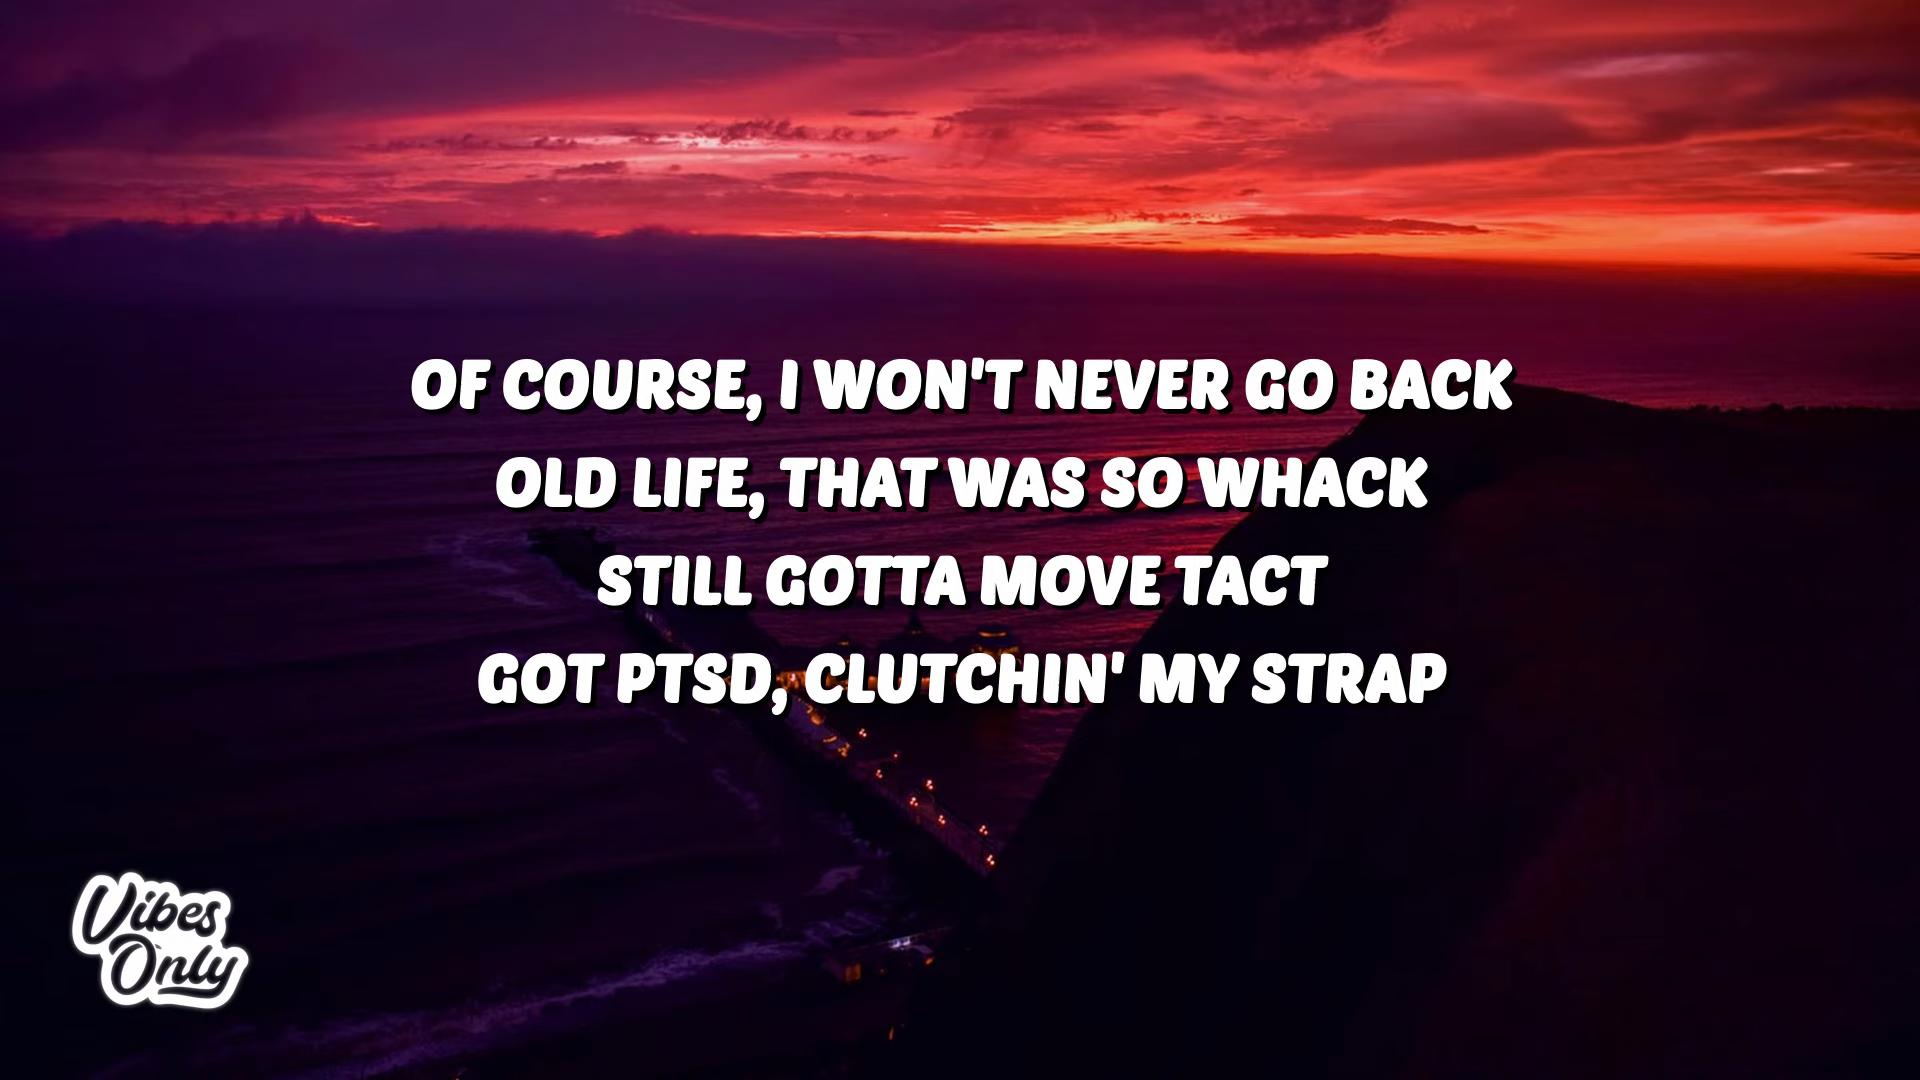 OF COURSE, I WON'T NEVER GO BACK
OLD LIFE, THAT WAS SO WHACK
STILL GOTTA MOVE TACT
GOT PTSD, CLUTCHIN' MY STRAP
Vibes
Only